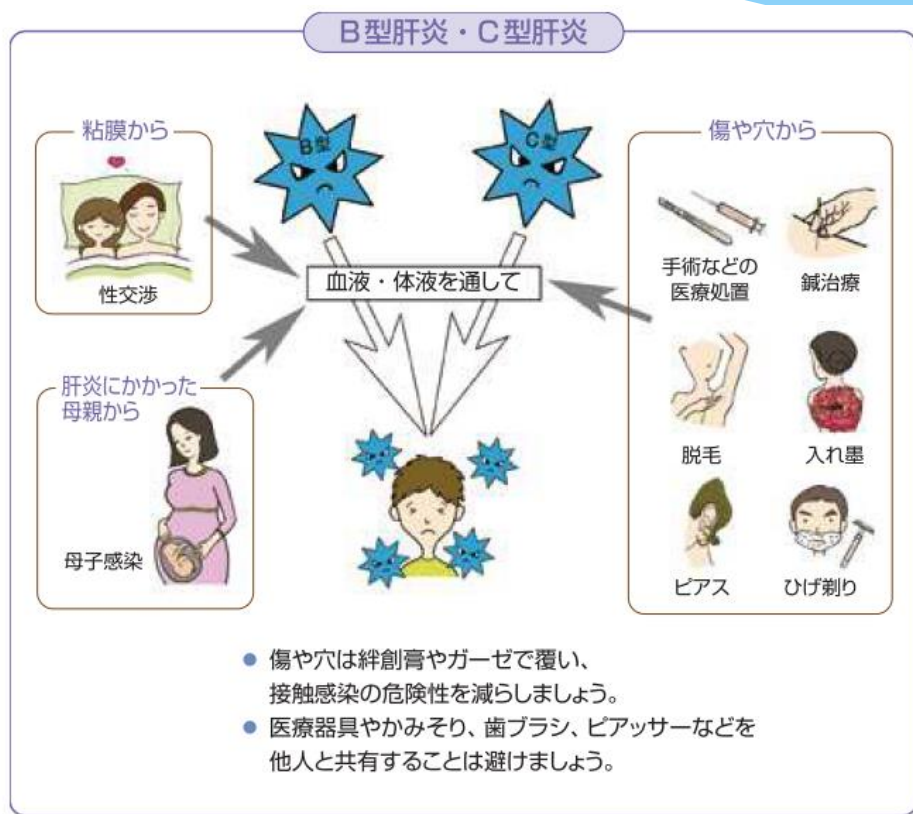 B型肝炎・C型肝炎
粘膜から
性交渉
肝炎にかかった
母親から
母子感染
B型
C型
血液・体液を通して
傷や穴から
手術などの
医療処置
鍼治療
脱毛
入れ墨
ピアス
ひげ剃り
● 傷や穴は絆創膏やガーゼで覆い、
接触感染の危険性を減らしましょう。
● 医療器具やかみそり、歯ブラシ、ピアッサーなどを
他人と共有することは避けましょう。